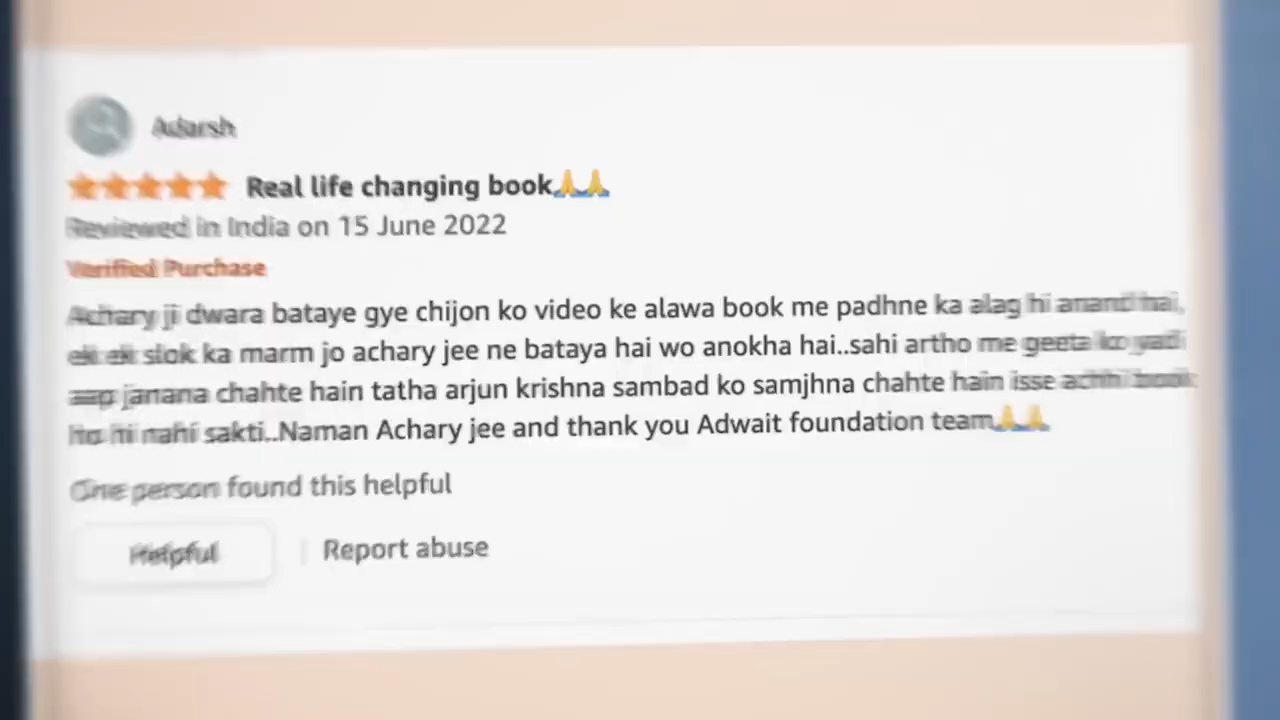 Adarsh
Real life changing book🙏🙏
Reviewed in India on 15 June 2022
Verified Purchase
Achary ji dwara bataye gye chijon ko video ke alawa book me padhne ka alag hi anand hai,
ek ek slok ka marm jo achary jee ne bataya hai wo anokha hai..sahi artho me geeta ko yadi
aap janana chahte hain tatha arjun krishna sambad ko samjhna chahte hain isse achhi book
ho hi nahi sakti..Naman Achary jee and thank you Adwait foundation team🙏🙏
One person found this helpful
Helpful
Report abuse